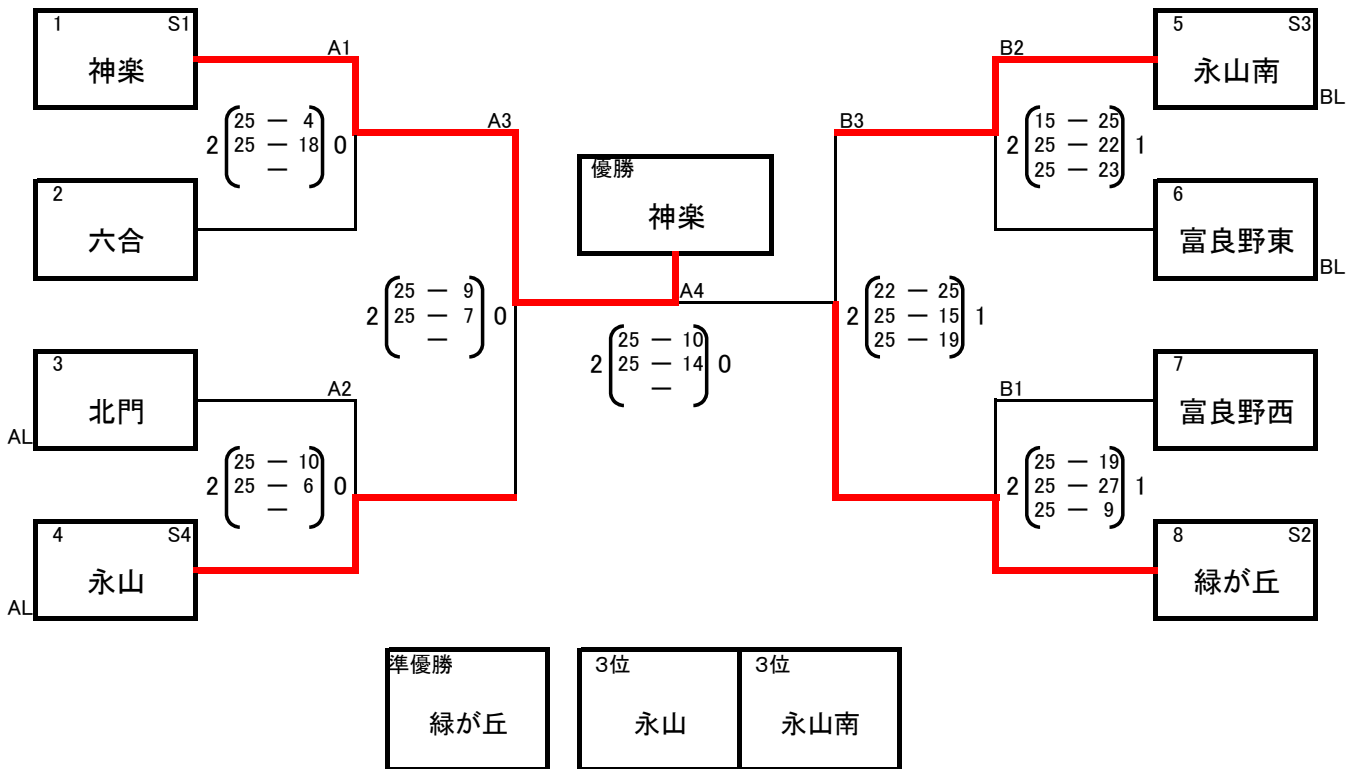 1 S1
神楽
A1
2
25 — 4
25 — 18
—
0
2
六合
A3
2
25 — 9
25 — 7
—
0
3
北門
AL
A2
2
25 — 10
25 — 6
—
0
4 S4
永山
AL
優勝
神楽
A4
2
25 — 10
25 — 14
—
0
5 S3
永山南
BL
B2
2
15 — 25
25 — 22
25 — 23
1
6
富良野東
BL
B3
2
22 — 25
25 — 15
25 — 19
1
7
富良野西
B1
2
25 — 19
25 — 27
25 — 9
1
8 S2
緑が丘
準優勝
緑が丘
3位
永山
3位
永山南